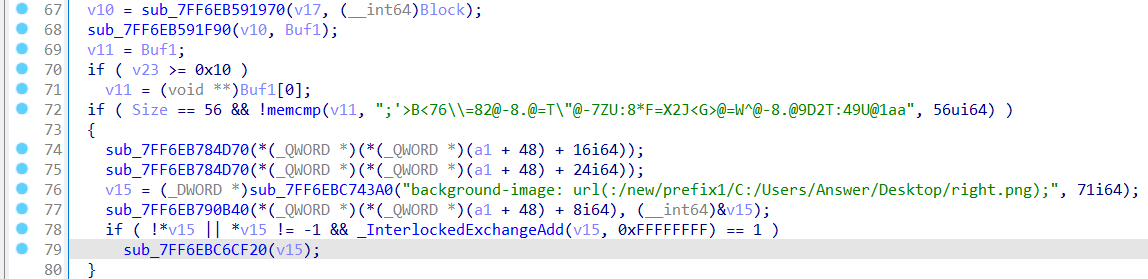 67 v10 = sub_7FF6EB591970(v17, (__int64)Block);
68 sub_7FF6EB591F90(v10, Buf1);
69 v11 = Buf1;
70 if ( v23 >= 0x10 )
71 v11 = (void **)Buf1[0];
72 if ( Size == 56 && !memcmp(v11, ";'>B<76\\=82@-8.@=T\"@-7ZU:8*F=X2J<G>@=W^@-8.@9D2T:49U@1aa", 56ui64) )
73 {
74 sub_7FF6EB784D70(*(_QWORD *)(*(_QWORD *)(a1 + 48) + 16i64));
75 sub_7FF6EB784D70(*(_QWORD *)(*(_QWORD *)(a1 + 48) + 24i64));
76 v15 = (_DWORD *)sub_7FF6EBC743A0("background-image: url(:/new/prefix1/C:/Users/Answer/Desktop/right.png);", 71i64);
77 sub_7FF6EB790B40(*(_QWORD *)(*(_QWORD *)(a1 + 48) + 8i64), (__int64)&v15);
78 if ( !*v15 || *v15 != -1 && _InterlockedExchangeAdd(v15, 0xFFFFFFFF) == 1 )
79 sub_7FF6EBC6CF20(v15);
80 }